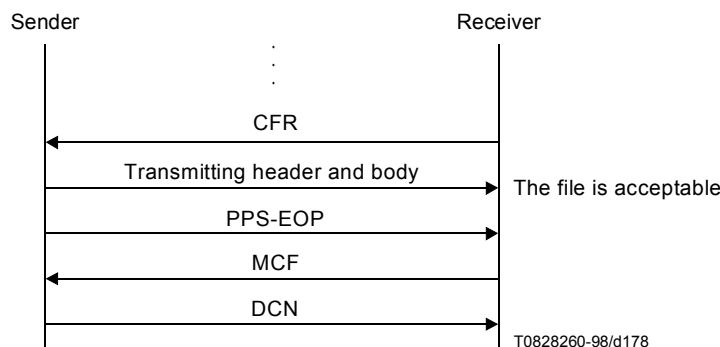 Sender Receiver
.
.
.
CFR
Transmitting header and body
The file is acceptable
PPS-EOP
MCF
DCN
T0828260-98/d178